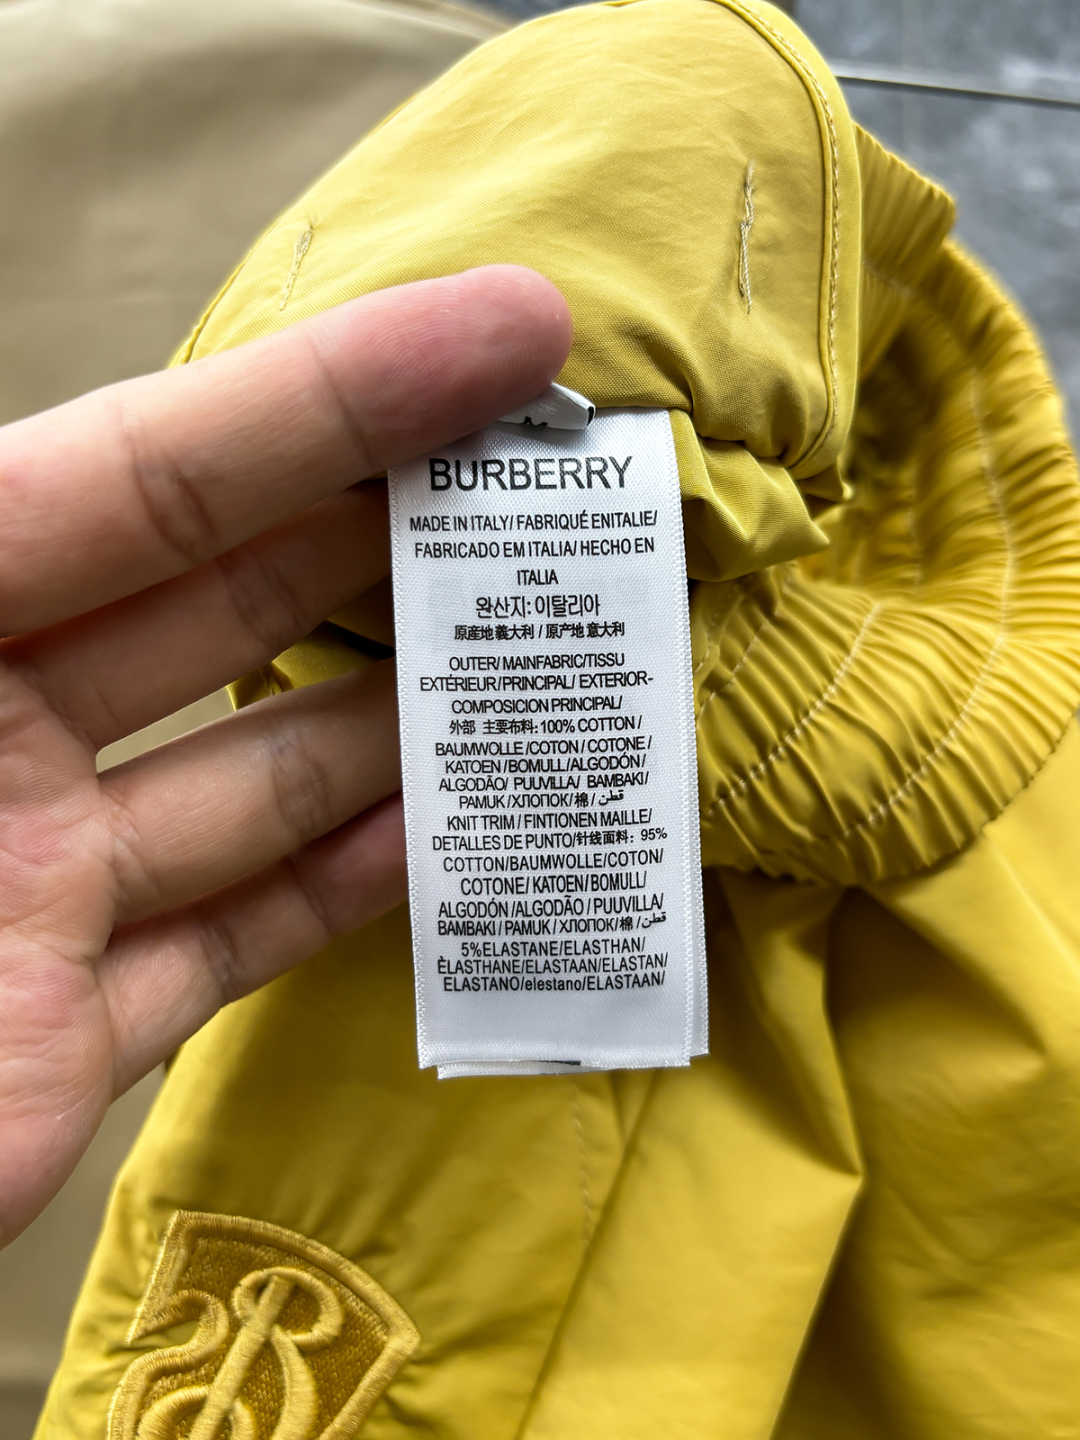 BURBERRY
MADE IN ITALY/ FABRIQUÉ ENITALIE/
FABRICADO EM ITALIA/ HECHO EN
ITALIA
완산지: 이탈리아
原産地義大利 / 原产地 意大利
OUTER/ MAINFABRIC/TISSU
EXTÉRIEUR/PRINCIPAL/ EXTERIOR-
COMPOSICION PRINCIPAL/
外部 主要布料: 100% COTTON /
BAUMWOLLE /COTON / COTONE /
KATOEN /BOMULL/ALGODÓN/
ALGODÃO/ PUUVILLA/ BAMBAKI/
PAMUK /ХЛОПОК/棉 / قطن
KNIT TRIM / FINTIONEN MAILLE/
DETALLES DE PUNTO/针线面料: 95%
COTTON/BAUMWOLLE/COTON/
COTONE/ KATOEN/BOMULL/
ALGODÓN /ALGODÃO / PUUVILLA/
BAMBAKI / PAMUK / ХЛОПОК/棉 /قطن
5%ELASTANE/ELASTHAN/
ÈLASTHANE/ELASTAAN/ELASTAN/
ELASTANO/elestano/ELASTAAN/